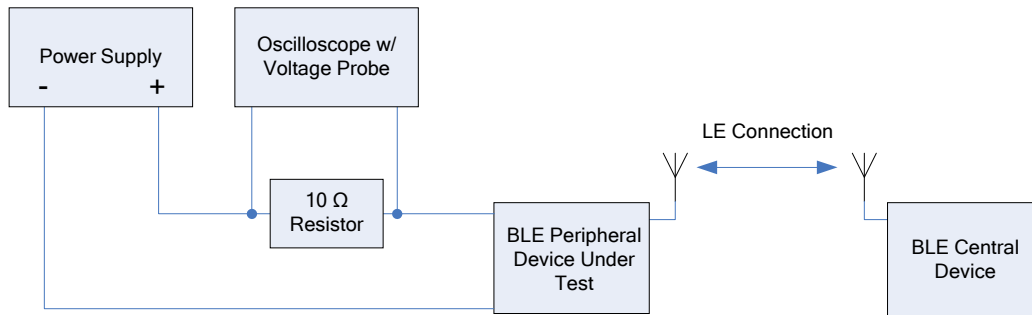 Power Supply
-
+
Oscilloscope w/
Voltage Probe
10 Ω
Resistor
LE Connection
BLE Peripheral
Device Under
Test
BLE Central
Device